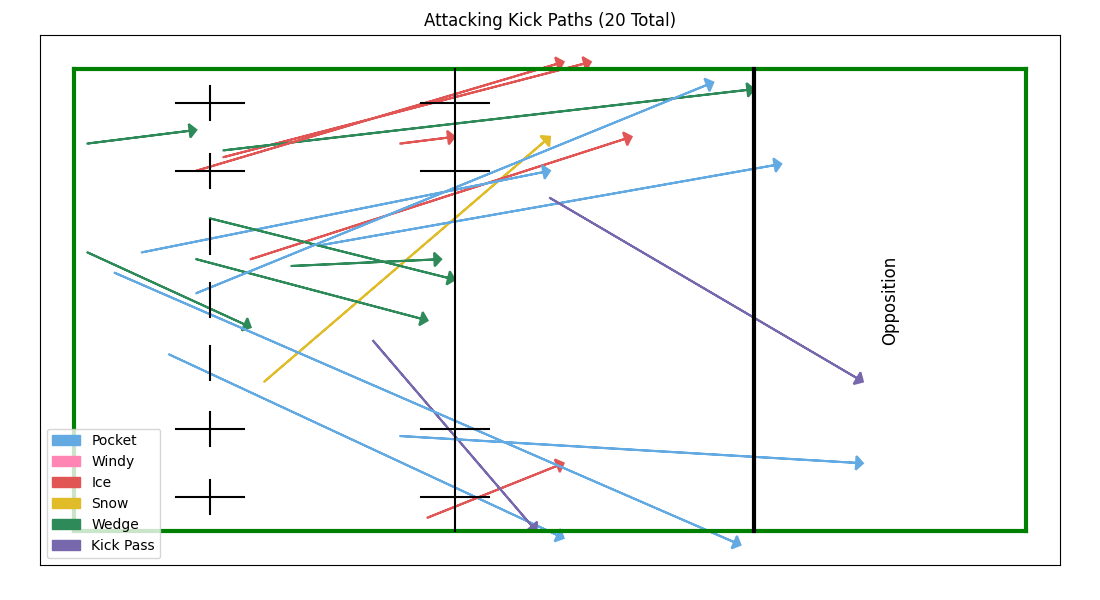 Attacking Kick Paths (20 Total)
Opposition
Pocket
Windy
Ice
Snow
Wedge
Kick Pass